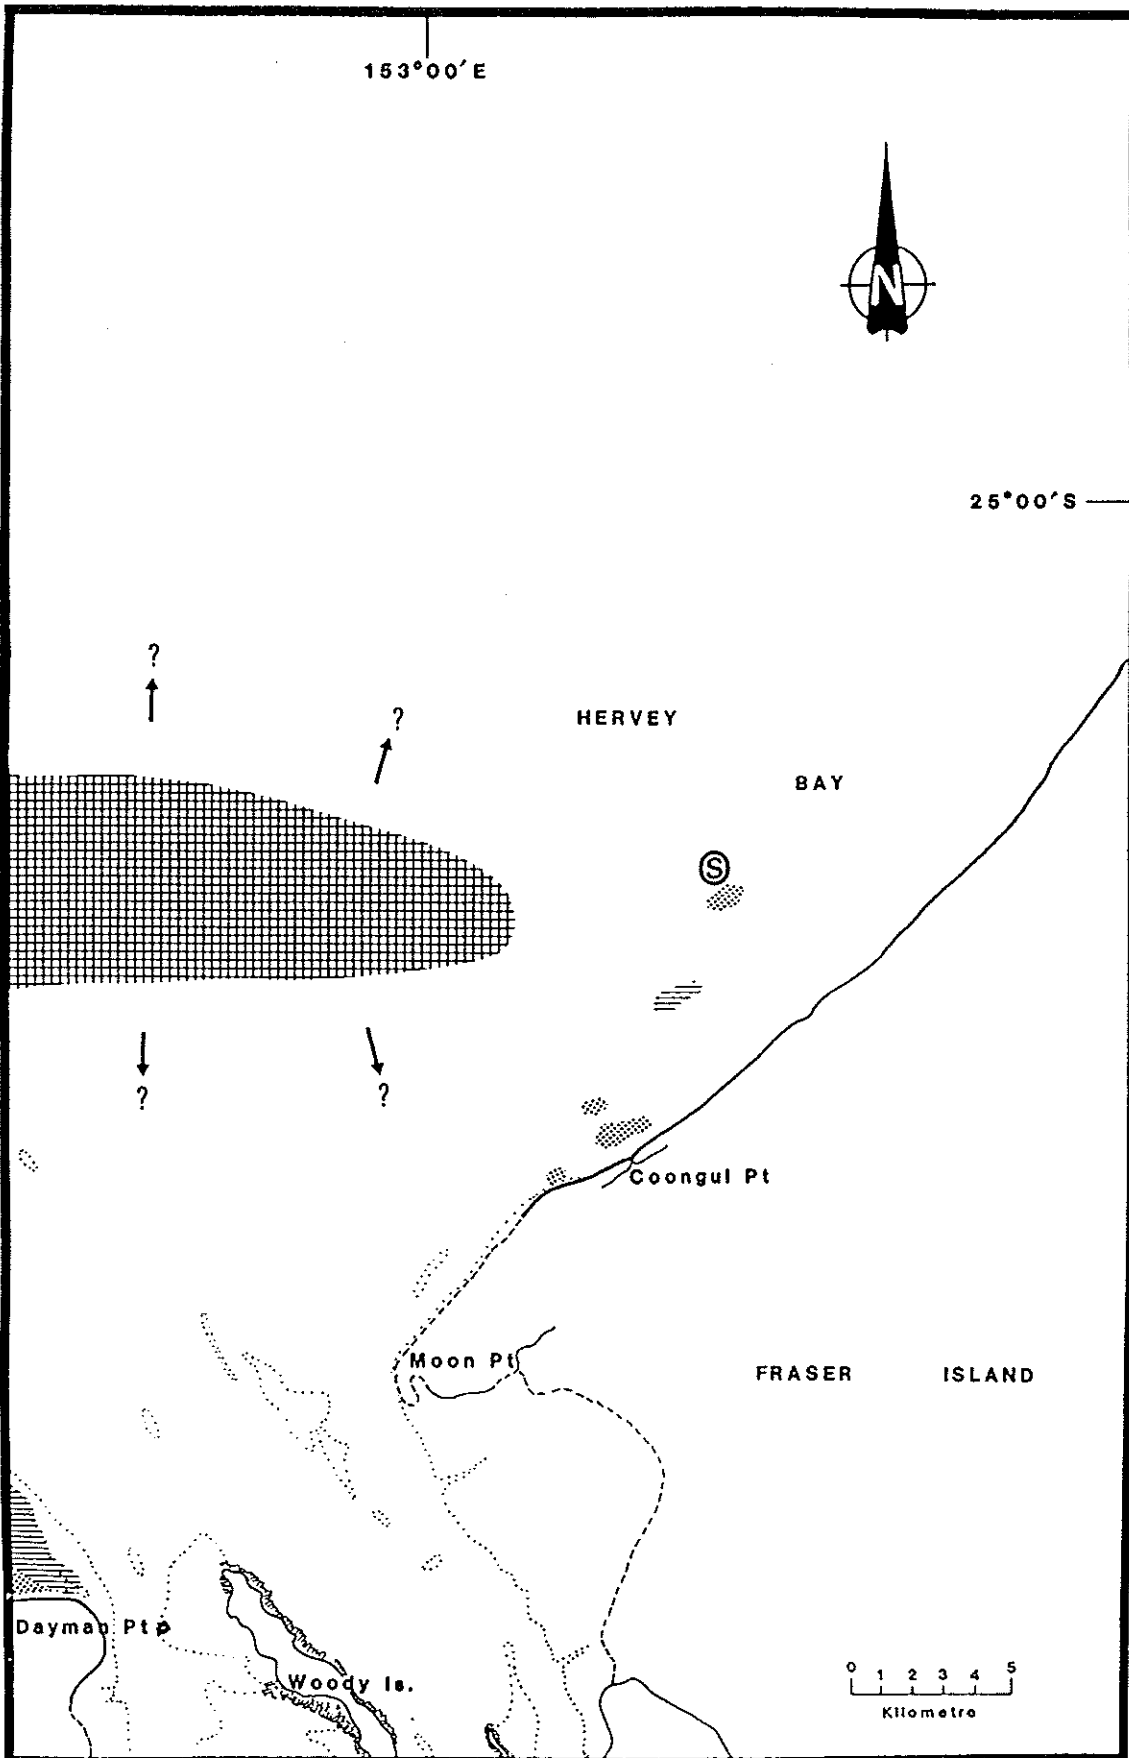 153°00'E
N
25°00'S
?
?
HERVEY
BAY
S
?
?
Coongul Pt
Moon Pt
FRASER ISLAND
Dayman Pt
Woody Is.
0 1 2 3 4 5
Kilometre